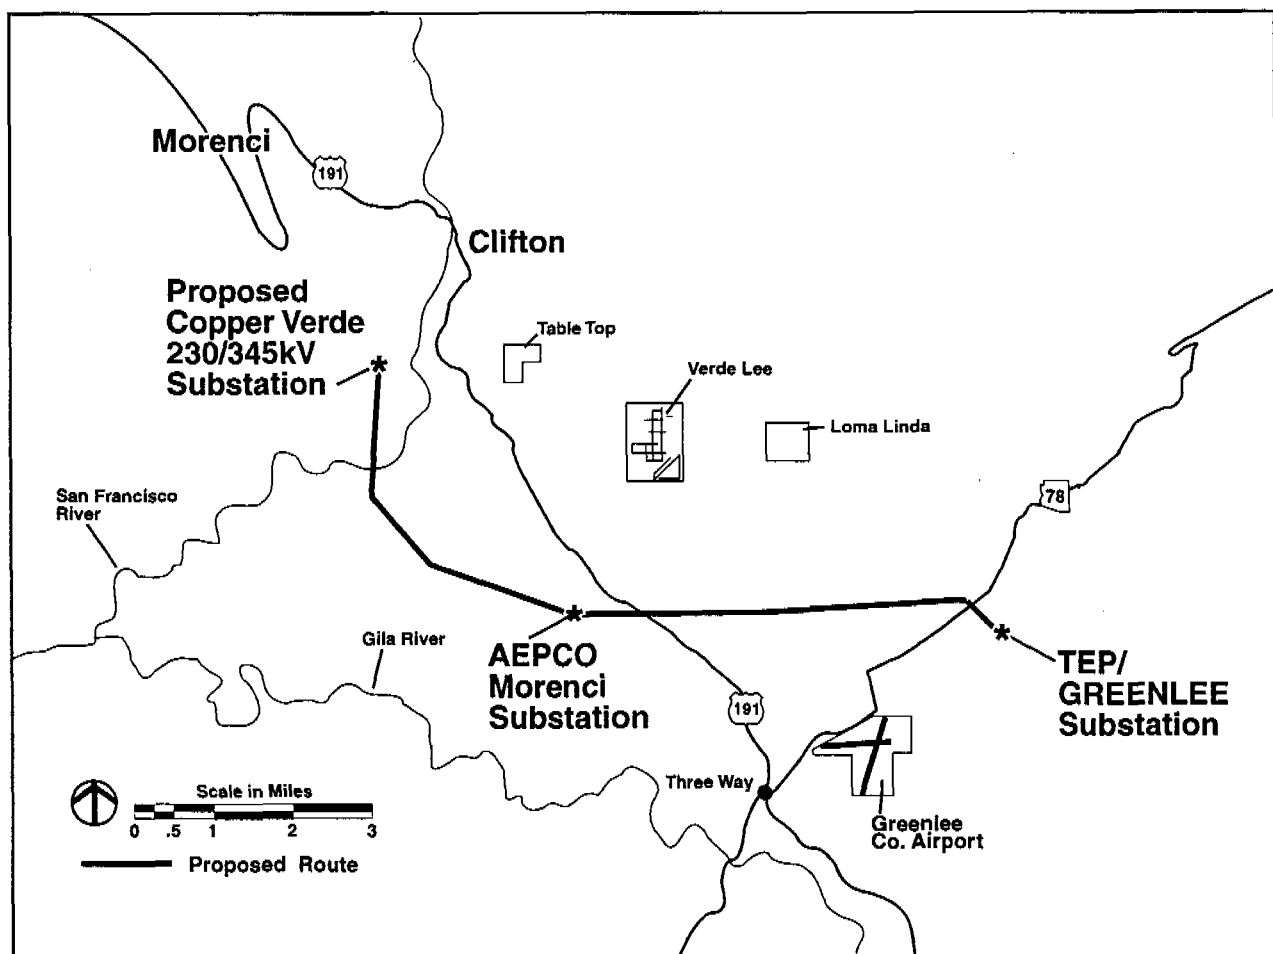 Morenci
191
Clifton
Proposed
Copper Verde
230/345kV
Substation
Table Top
Verde Lee
Loma Linda
78
San Francisco
River
Gila River
AEPCO
Morenci
Substation
TEP/
GREENLEE
Substation
191
Three Way
Greenlee
Co. Airport
Scale in Miles
0 .5 1 2 3
Proposed Route